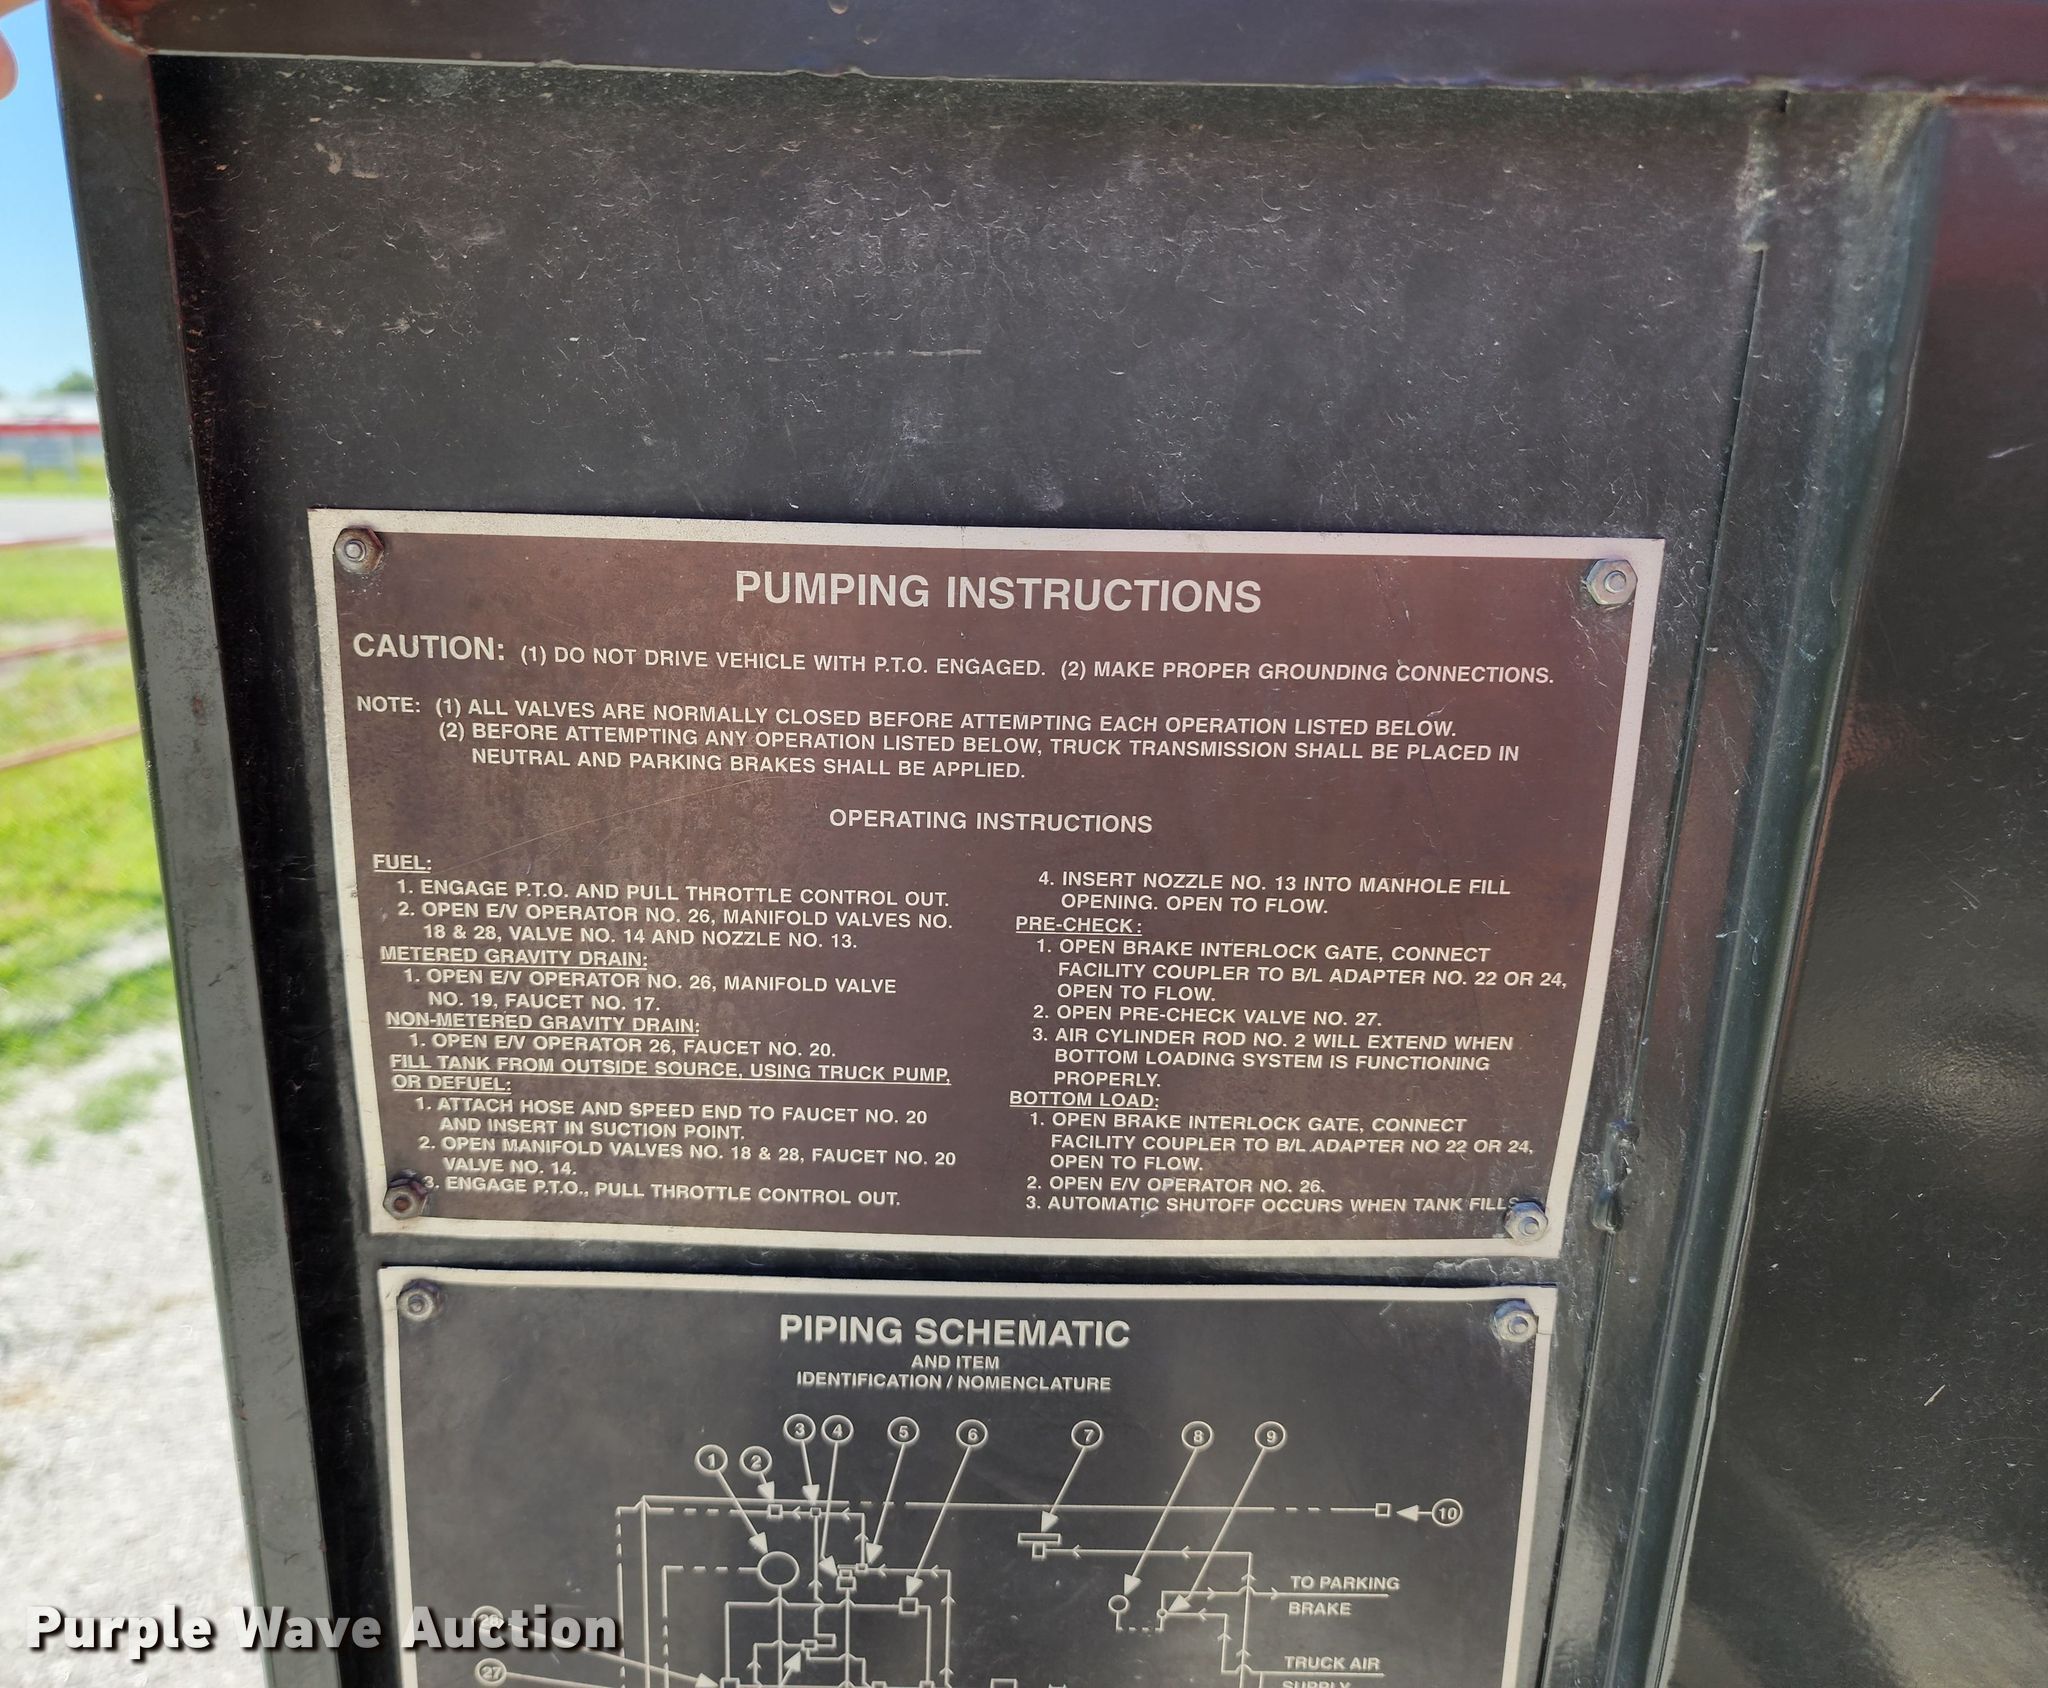 PUMPING INSTRUCTIONS
CAUTION: (1) DO NOT DRIVE VEHICLE WITH P.T.O. ENGAGED. (2) MAKE PROPER GROUNDING CONNECTIONS.
NOTE: (1) ALL VALVES ARE NORMALLY CLOSED BEFORE ATTEMPTING EACH OPERATION LISTED BELOW.
(2) BEFORE ATTEMPTING ANY OPERATION LISTED BELOW, TRUCK TRANSMISSION SHALL BE PLACED IN
NEUTRAL AND PARKING BRAKES SHALL BE APPLIED.
OPERATING INSTRUCTIONS
FUEL:
1. ENGAGE P.T.O. AND PULL THROTTLE CONTROL OUT.
2. OPEN E/V OPERATOR NO. 26, MANIFOLD VALVES NO.
18 & 28, VALVE NO. 14 AND NOZZLE NO. 13.
METERED GRAVITY DRAIN:
1. OPEN E/V OPERATOR NO. 26, MANIFOLD VALVE
NO. 19, FAUCET NO. 17.
NON-METERED GRAVITY DRAIN:
1. OPEN E/V OPERATOR 26, FAUCET NO. 20.
FILL TANK FROM OUTSIDE SOURCE, USING TRUCK PUMP,
OR DEFUEL:
1. ATTACH HOSE AND SPEED END TO FAUCET NO. 20
AND INSERT IN SUCTION POINT.
2. OPEN MANIFOLD VALVES NO. 18 & 28, FAUCET NO. 20
VALVE NO. 14.
3. ENGAGE P.T.O., PULL THROTTLE CONTROL OUT.
4. INSERT NOZZLE NO. 13 INTO MANHOLE FILL
OPENING. OPEN TO FLOW.
PRE-CHECK:
1. OPEN BRAKE INTERLOCK GATE, CONNECT
FACILITY COUPLER TO B/L ADAPTER NO. 22 OR 24,
OPEN TO FLOW.
2. OPEN PRE-CHECK VALVE NO. 27.
3. AIR CYLINDER ROD NO. 2 WILL EXTEND WHEN
BOTTOM LOADING SYSTEM IS FUNCTIONING
PROPERLY.
BOTTOM LOAD:
1. OPEN BRAKE INTERLOCK GATE, CONNECT
FACILITY COUPLER TO B/L ADAPTER NO 22 OR 24,
OPEN TO FLOW.
2. OPEN E/V OPERATOR NO. 26.
3. AUTOMATIC SHUTOFF OCCURS WHEN TANK FILLS
PIPING SCHEMATIC
AND ITEM
IDENTIFICATION / NOMENCLATURE
1 2 3 4 5 6 7 8 9
10
TO PARKING
BRAKE
28
27
TRUCK AIR
SUPPLY
Purple Wave Auction